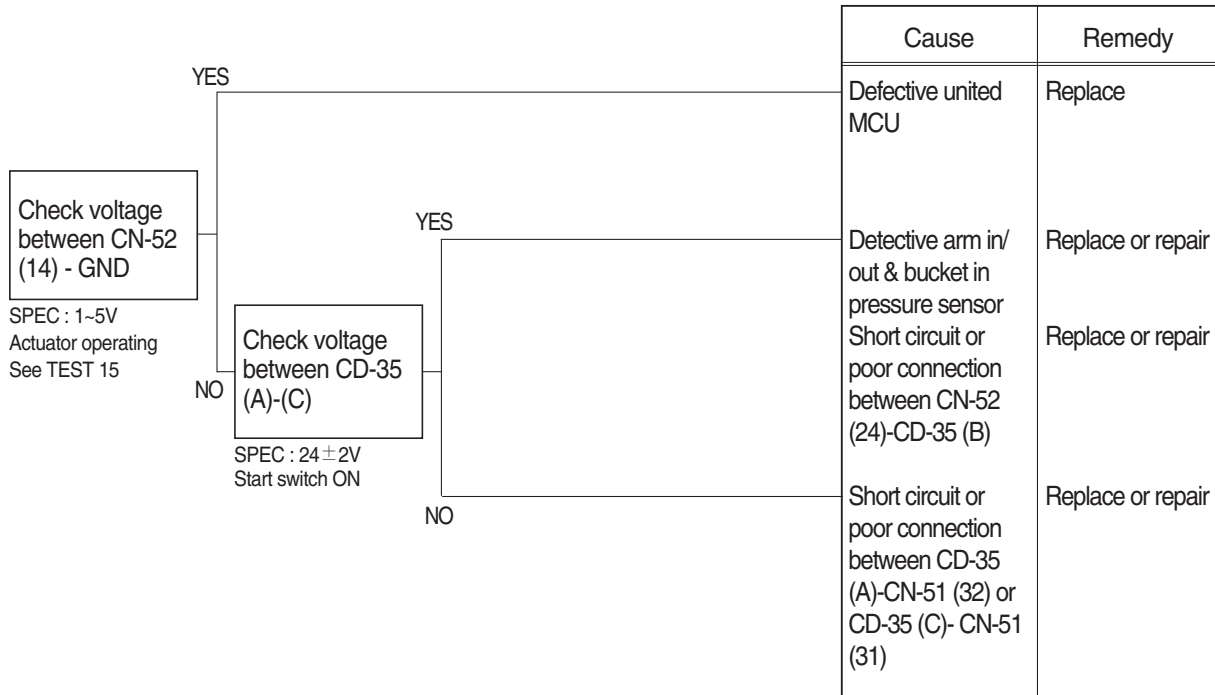 Cause
Remedy
YES
Defective united
MCU
Replace
Check voltage
between CN-52
(14) - GND
SPEC : 1~5V
Actuator operating
See TEST 15
YES
Detective arm in/
out & bucket in
pressure sensor
Replace or repair
NO
Check voltage
between CD-35
(A)-(C)
SPEC : 24±2V
Start switch ON
Short circuit or
poor connection
between CN-52
(24)-CD-35 (B)
Replace or repair
NO
Short circuit or
poor connection
between CD-35
(A)-CN-51 (32) or
CD-35 (C)- CN-51
(31)
Replace or repair